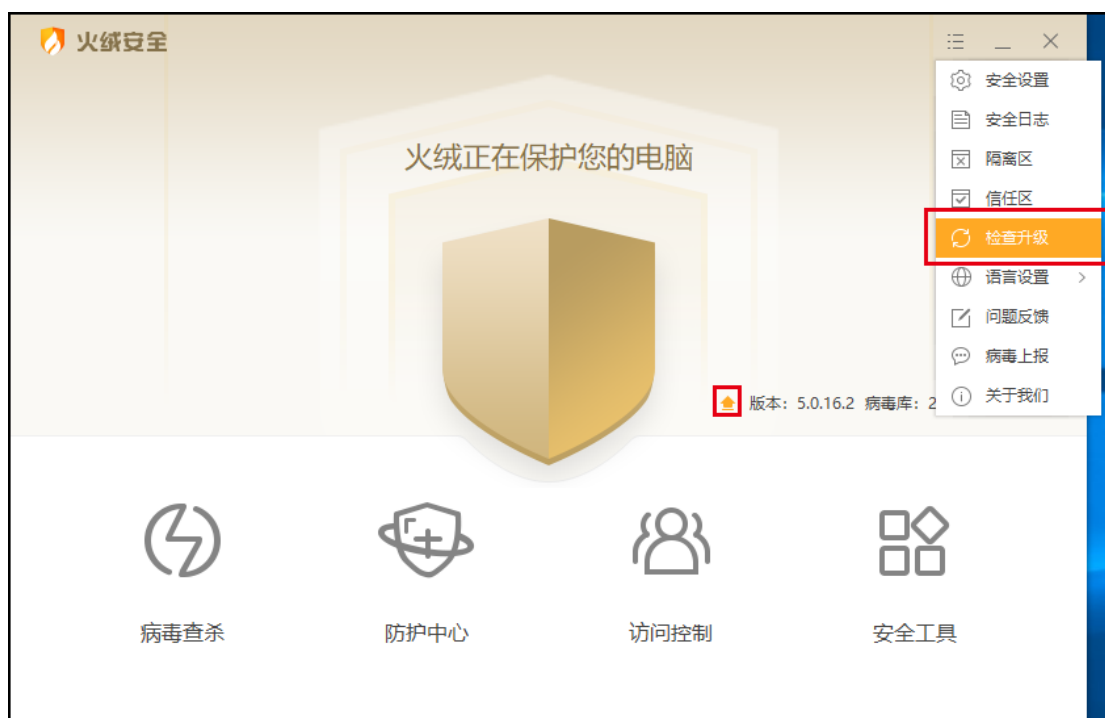 火绒安全
安全设置
安全日志
火绒正在保护您的电脑
隔离区
信任区
检查升级
语言设置
问题反馈
病毒上报
版本：5.0.16.2 病毒库：2
关于我们
病毒查杀
防护中心
访问控制
安全工具